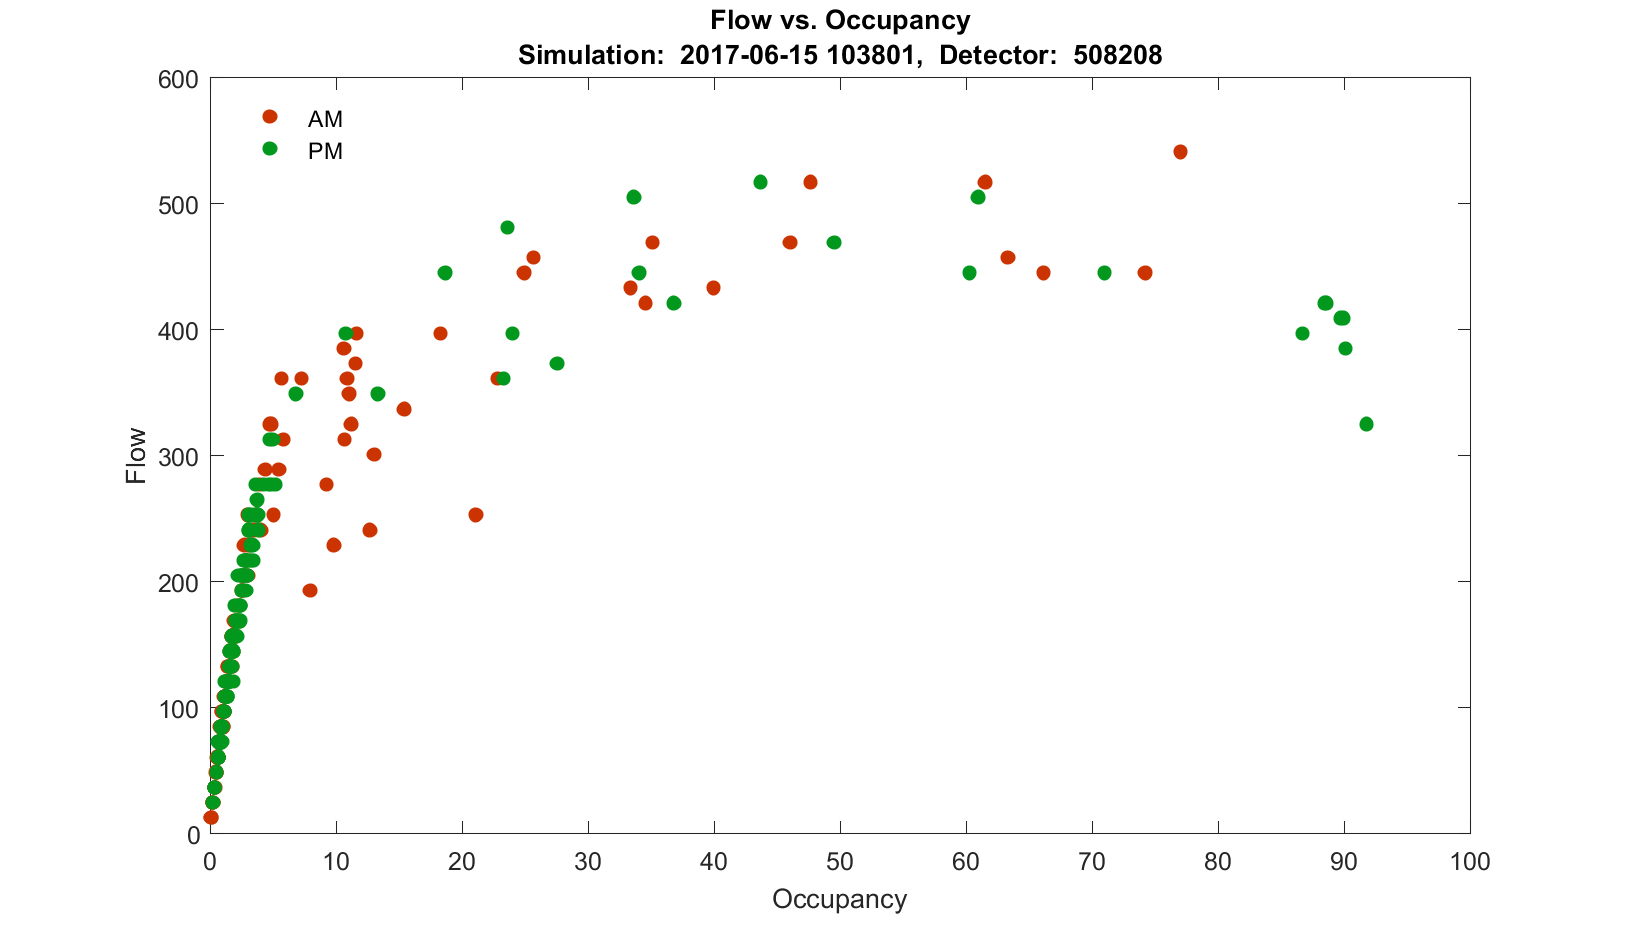 Flow vs. Occupancy
Simulation:  2017-06-15 103801,  Detector:  508208
AM
PM
600
500
400
300
200
100
0
Flow
0 10 20 30 40 50 60 70 80 90 100
Occupancy